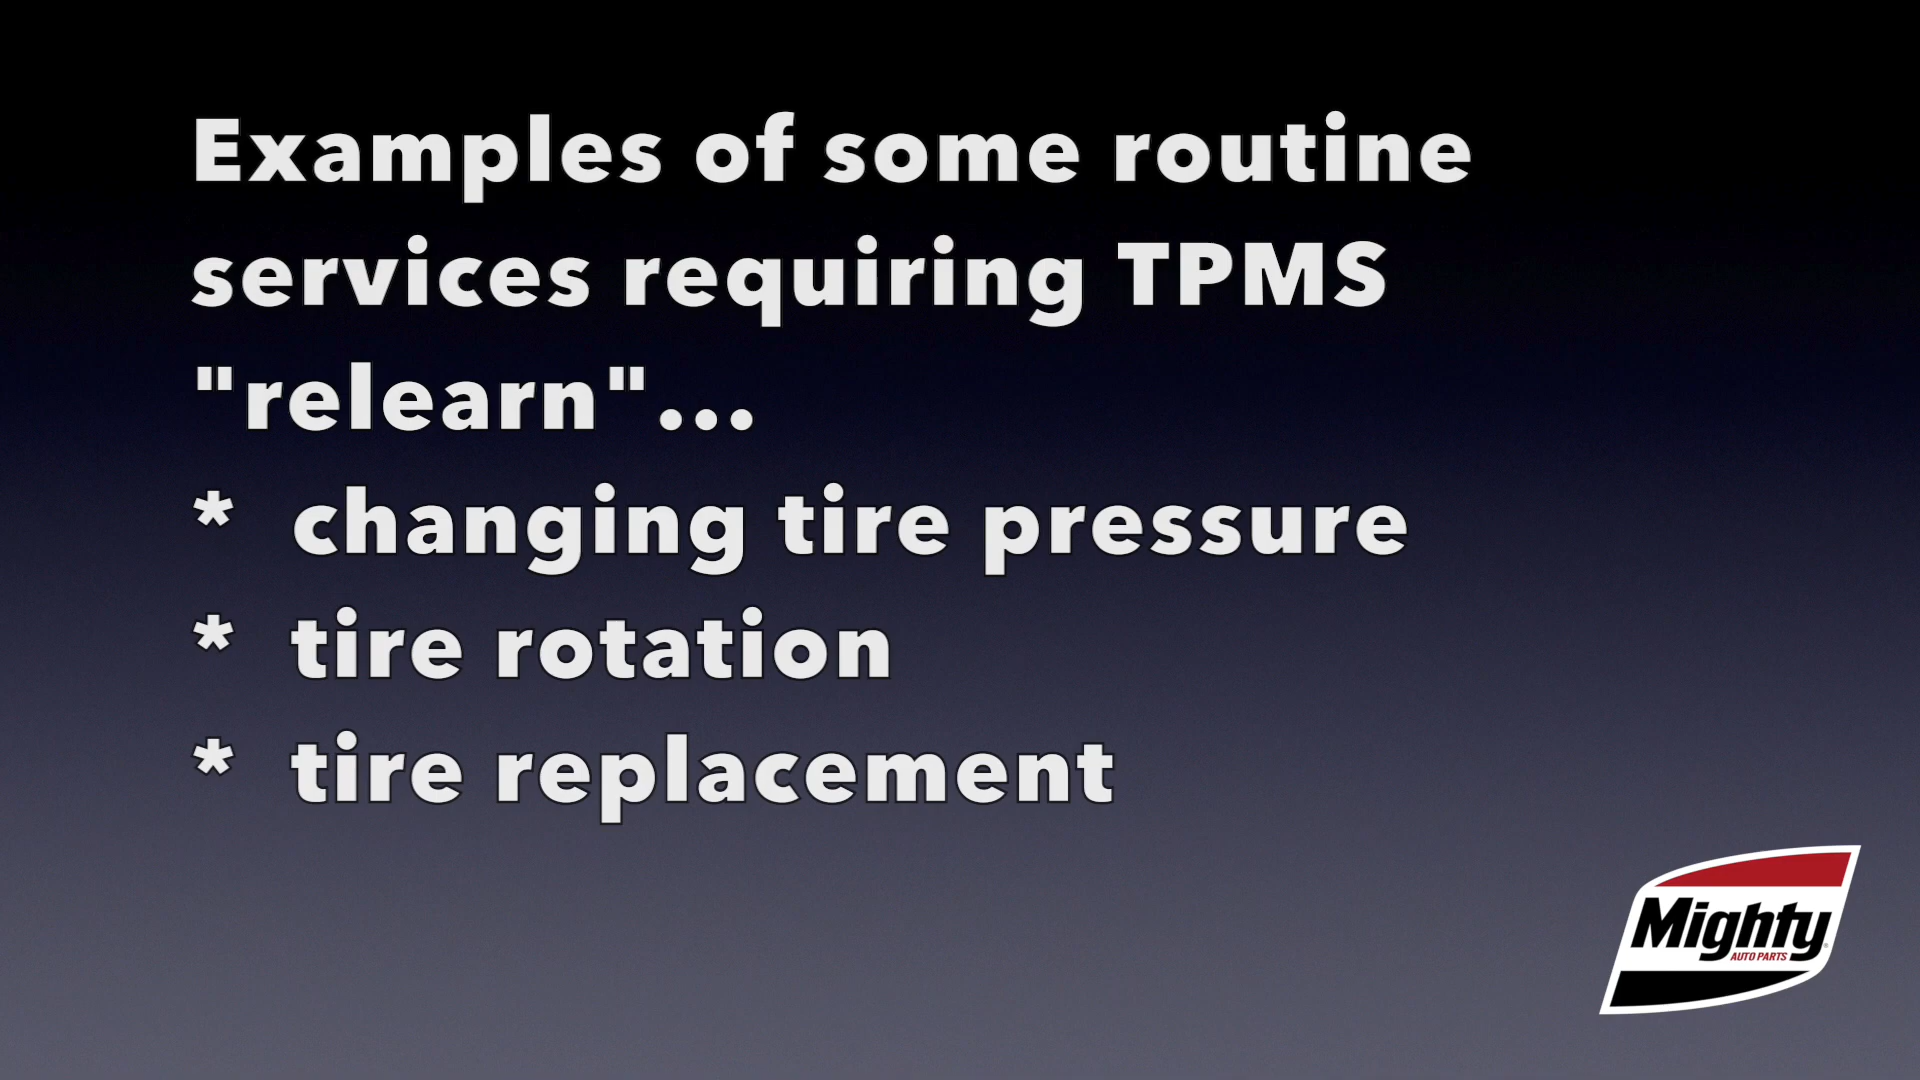 Examples of some routine
services requiring TPMS
"relearn"...
* changing tire pressure
* tire rotation
* tire replacement
Mighty
AUTO PARTS